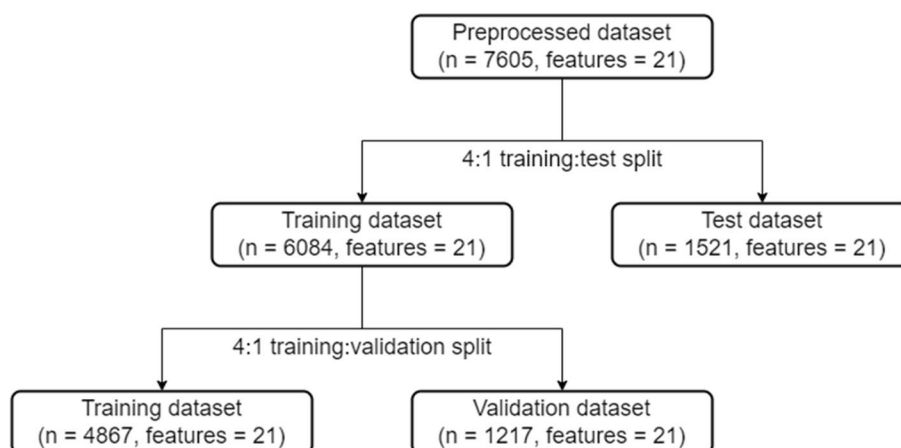 Preprocessed dataset
(n = 7605, features = 21)
4:1 training:test split
Training dataset
(n = 6084, features = 21)
Test dataset
(n = 1521, features = 21)
4:1 training:validation split
Training dataset
(n = 4867, features = 21)
Validation dataset
(n = 1217, features = 21)